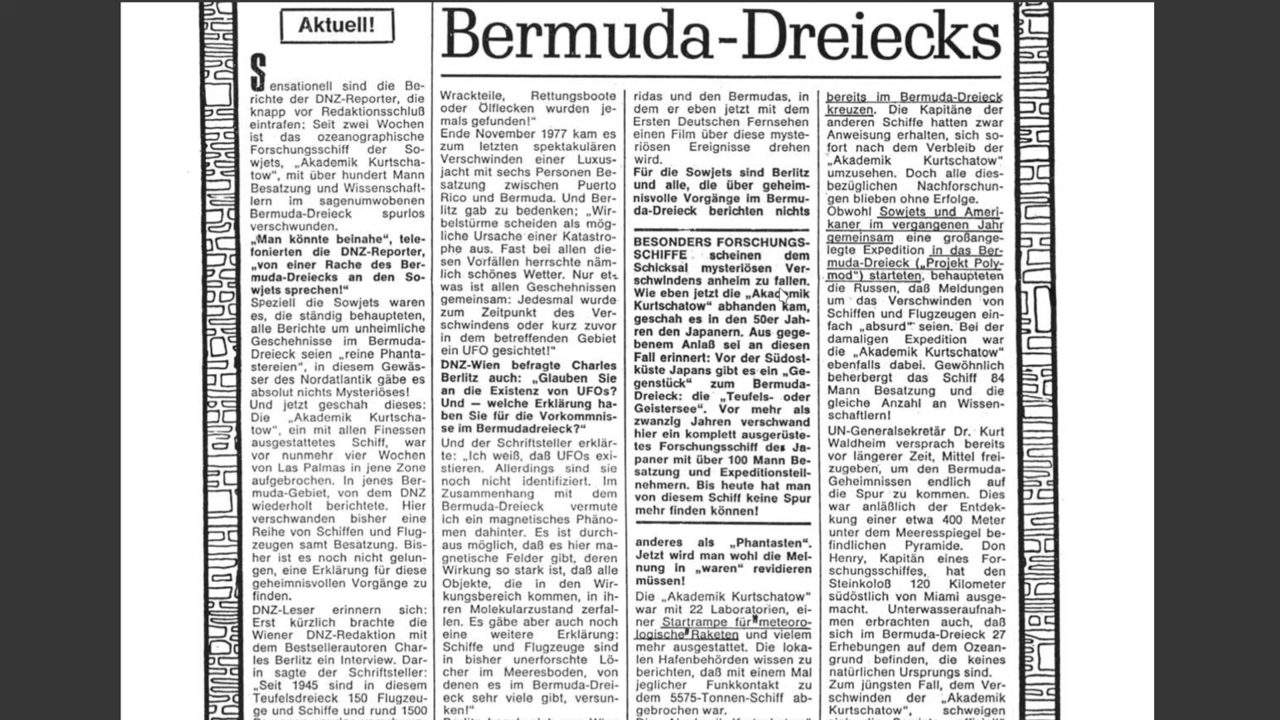 Aktuell!
Bermuda-Dreiecks
Sensationell sind die Be-
richte der DNZ-Reporter, die
knapp vor Redaktionsschluß
eintrafen: Seit zwei Wochen
ist das ozeanographische
Forschungsschiff der So-
wjets, „Akademik Kurtscha-
tow“, mit über hundert Mann
Besatzung und Wissenschaft-
lern im sagenumwobenen
Bermuda-Dreieck spurlos
verschwunden.
„Man könnte beinahe“, tele-
fonierten die DNZ-Reporter,
„von einer Rache des Ber-
muda-Dreiecks an den So-
wjets sprechen!“
Speziell die Sowjets waren
es, die ständig behaupteten,
alle Berichte um unheimliche
Geschehnisse im Bermuda-
Dreieck seien „reine Phanta-
stereien“, in diesem Gewäs-
ser des Nordatlantik gäbe es
absolut nichts Mysteriöses!
Und jetzt geschah dieses:
Die „Akademik Kurtscha-
tow“, ein mit allen Finessen
ausgestattetes Schiff, war
vor nunmehr vier Wochen
von Las Palmas in jene Zone
aufgebrochen. In jenes Ber-
muda-Gebiet, von dem DNZ
wiederholt berichtete. Hier
verschwanden bisher eine
Reihe von Schiffen und Flug-
zeugen samt Besatzung. Bis-
her ist es noch nicht gelun-
gen, eine Erklärung für diese
geheimnisvollen Vorgänge zu
finden.
DNZ-Leser erinnern sich:
Erst kürzlich brachte die
Wiener DNZ-Redaktion mit
dem Bestsellerautoren Char-
les Berlitz ein Interview. Dar-
in sagte der Schriftsteller:
„Seit 1945 sind in diesem
Teufelsdreieck 150 Flugzeu-
ge und Schiffe und rund 1500
Wrackteile, Rettungsboote
oder Ölflecken wurden je-
mals gefunden!“
Ende November 1977 kam es
zum letzten spektakulären
Verschwinden einer Luxus-
jacht mit sechs Personen Be-
satzung zwischen Puerto
Rico und Bermuda. Und Ber-
litz gab zu bedenken; „Wir-
belstürme scheiden als mög-
liche Ursache einer Katastro-
phe aus. Fast bei allen die-
sen Vorfällen herrschte näm-
lich schönes Wetter. Nur et-
was ist allen Geschehnissen
gemeinsam: Jedesmal wurde
zum Zeitpunkt des Ver-
schwindens oder kurz zuvor
in dem betreffenden Gebiet
ein UFO gesichtet!“
DNZ-Wien befragte Charles
Berlitz auch: „Glauben Sie
an die Existenz von UFOs?
Und — welche Erklärung ha-
ben Sie für die Vorkommnis-
se im Bermudadreieck?“
Und der Schriftsteller erklär-
te: „Ich weiß, daß UFOs exi-
stieren. Allerdings sind sie
noch nicht identifiziert. Im
Zusammenhang mit dem
Bermuda-Dreieck vermute
ich ein magnetisches Phäno-
men dahinter. Es ist durch-
aus möglich, daß es hier ma-
gnetische Felder gibt, deren
Wirkung so stark ist, daß alle
Objekte, die in den Wir-
kungsbereich kommen, in ih-
ren Molekularzustand zerfal-
len. Es gäbe aber auch noch
eine weitere Erklärung:
Schiffe und Flugzeuge sind
in bisher unerforschte Lö-
cher im Meeresboden, von
denen es im Bermuda-Drei-
eck sehr viele gibt, versun-
ken!“
ridas und den Bermudas, in
dem er eben jetzt mit dem
Ersten Deutschen Fernsehen
einen Film über diese myste-
riösen Ereignisse drehen
wird.
Für die Sowjets sind Berlitz
und alle, die über geheim-
nisvolle Vorgänge im Bermu-
da-Dreieck berichten nichts
BESONDERS FORSCHUNGS-
SCHIFFE scheinen dem
Schicksal mysteriösen Ver-
schwindens anheim zu fallen.
Wie eben jetzt die „Akademik
Kurtschatow“ abhanden kam,
geschah es in den 50er Jah-
ren den Japanern. Aus gege-
benem Anlaß sei an diesen
Fall erinnert: Vor der Südost-
küste Japans gibt es ein „Ge-
genstück“ zum Bermuda-
Dreieck: die „Teufels- oder
Geistersee“. Vor mehr als
zwanzig Jahren verschwand
hier ein komplett ausgerüste-
tes Forschungsschiff der Ja-
paner mit über 100 Mann Be-
satzung und Expeditionsteil-
nehmern. Bis heute hat man
von diesem Schiff keine Spur
mehr finden können!
anderes als „Phantasten“.
Jetzt wird man wohl die Mei-
nung in „waren“ revidieren
müssen!
Die „Akademik Kurtschatow“
war mit 22 Laboratorien, ei-
ner Startrampe für meteoro-
logische Raketen und vielem
mehr ausgestattet. Die loka-
len Hafenbehörden wissen zu
berichten, daß mit einem Mal
jeglicher Funkkontakt zu
dem 5575-Tonnen-Schiff ab-
gebrochen war.
bereits im Bermuda-Dreieck
kreuzen. Die Kapitäne der
anderen Schiffe hatten zwar
Anweisung erhalten, sich so-
fort nach dem Verbleib der
„Akademik Kurtschatow“
umzusehen. Doch alle dies-
bezüglichen Nachforschun-
gen blieben ohne Erfolge.
Obwohl Sowjets und Ameri-
kaner im vergangenen Jahr
gemeinsam eine großange-
legte Expedition in das Ber-
muda-Dreieck („Projekt Poly-
mod“) starteten, behaupteten
die Russen, daß Meldungen
um das Verschwinden von
Schiffen und Flugzeugen ein-
fach „absurd“ seien. Bei der
damaligen Expedition war
die „Akademik Kurtschatow“
ebenfalls dabei. Gewöhnlich
beherbergt das Schiff 84
Mann Besatzung und die
gleiche Anzahl an Wissen-
schaftlern!
UN-Generalsekretär Dr. Kurt
Waldheim versprach bereits
vor längerer Zeit, Mittel frei-
zugeben, um den Bermuda-
Geheimnissen endlich auf
die Spur zu kommen. Dies
war anläßlich der Entdek-
kung einer etwa 400 Meter
unter dem Meeresspiegel be-
findlichen Pyramide. Don
Henry, Kapitän eines For-
schungsschiffes, hat den
Steinkoloß 120 Kilometer
südöstlich von Miami ausge-
macht. Unterwasseraufnah-
men erbrachten auch, daß
sich im Bermuda-Dreieck 27
Erhebungen auf dem Ozean-
grund befinden, die keines
natürlichen Ursprungs sind.
Zum jüngsten Fall, dem Ver-
schwinden der „Akademik
Kurtschatow“, schweigen